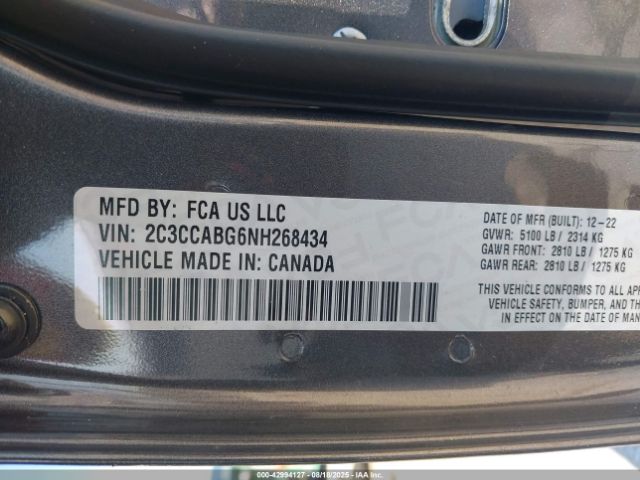 MFD BY: FCA US LLC
VIN: 2C3CCABG6NH268434
VEHICLE MADE IN: CANADA
DATE OF MFR (BUILT): 12-22
GVWR: 5100 LB / 2314 KG
GAWR FRONT: 2810 LB / 1275 KG
GAWR REAR: 2810 LB / 1275 KG
THIS VEHICLE CONFORMS TO ALL APP
VEHICLE SAFETY, BUMPER, AND TH
IN EFFECT ON THE DATE OF MAN
000-42994127 - 08/18/2025 - IAA Inc.